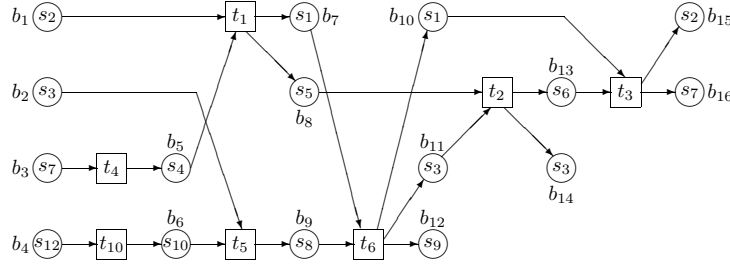 b₁ s₂ t₁ s₁ b₇ b₁₀ s₁ s₂ b₁₅
b₂ s₃ s₅ b₈ t₂ b₁₃ s₆ t₃ s₇ b₁₆
b₃ s₇ t₄ b₅ s₄ b₁₁ s₃ s₃ b₁₄
b₄ s₁₂ t₁₀ b₆ s₁₀ t₅ b₉ s₈ t₆ b₁₂ s₉